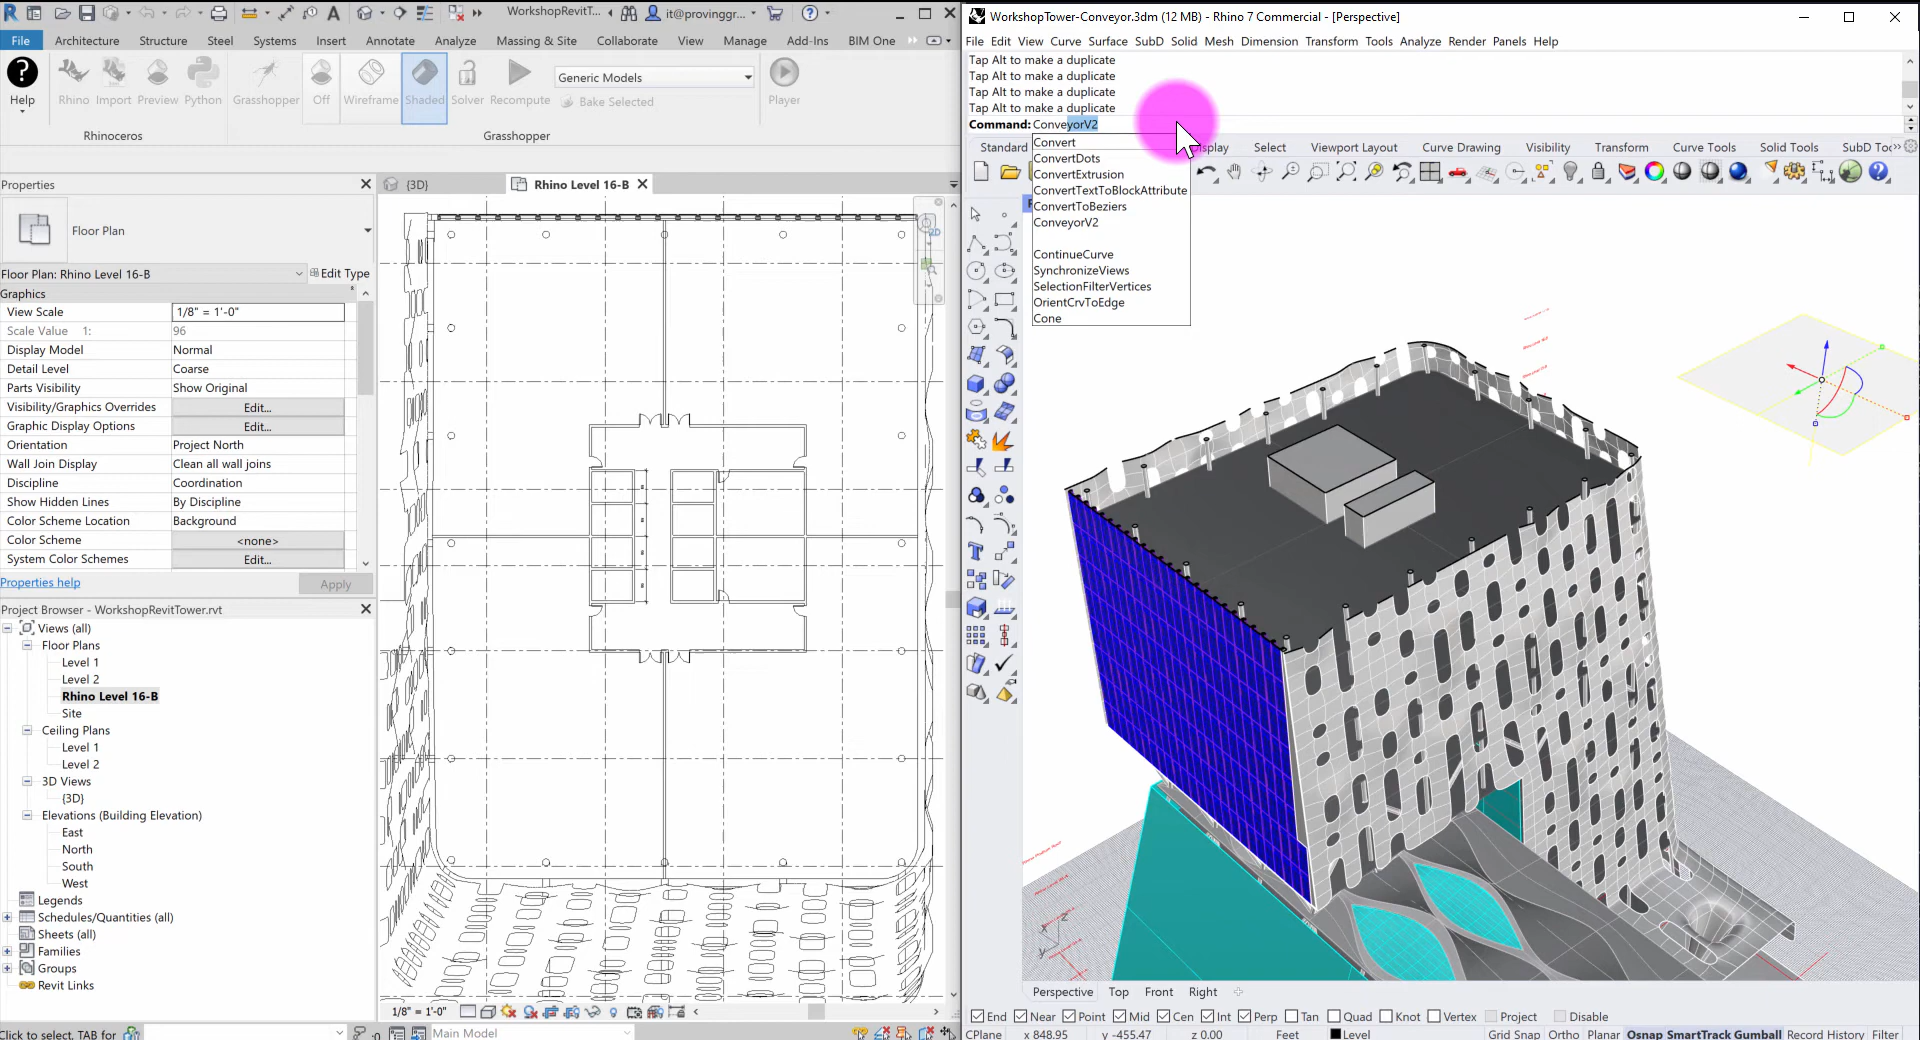 WorkshopRevitT...
it@provinggr...
File
Architecture
Structure
Steel
Systems
Insert
Annotate
Analyze
Massing & Site
Collaborate
View
Manage
Add-Ins
BIM One
Help
Rhino
Import
Preview
Python
Grasshopper
Off
Wireframe
Shaded
Solver
Recompute
Generic Models
Bake Selected
Player
Rhinoceros
Grasshopper
Properties
{3D}
Rhino Level 16-B
Floor Plan
Floor Plan: Rhino Level 16-B
Edit Type
Graphics
View Scale
1/8" = 1'-0"
Scale Value 1:
96
Display Model
Normal
Detail Level
Coarse
Parts Visibility
Show Original
Visibility/Graphics Overrides
Edit...
Graphic Display Options
Edit...
Orientation
Project North
Wall Join Display
Clean all wall joins
Discipline
Coordination
Show Hidden Lines
By Discipline
Color Scheme Location
Background
Color Scheme
<none>
System Color Schemes
Edit...
Properties help
Apply
Project Browser - WorkshopRevitTower.rvt
Views (all)
Floor Plans
Level 1
Level 2
Rhino Level 16-B
Site
Ceiling Plans
Level 1
Level 2
3D Views
{3D}
Elevations (Building Elevation)
East
North
South
West
Legends
Schedules/Quantities (all)
Sheets (all)
Families
Groups
Revit Links
2D
1/8" = 1'-0"
Click to select, TAB for
:0
Main Model
WorkshopTower-Conveyor.3dm (12 MB) - Rhino 7 Commercial - [Perspective]
File
Edit
View
Curve
Surface
SubD
Solid
Mesh
Dimension
Transform
Tools
Analyze
Render
Panels
Help
Tap Alt to make a duplicate
Tap Alt to make a duplicate
Tap Alt to make a duplicate
Tap Alt to make a duplicate
Command: ConveyorV2
Convert
ConvertDots
ConvertExtrusion
ConvertTextToBlockAttribute
ConvertToBeziers
ConveyorV2
ContinueCurve
SynchronizeViews
SelectionFilterVertices
OrientCrvToEdge
Cone
Standard
Display
Select
Viewport Layout
Curve Drawing
Visibility
Transform
Curve Tools
Solid Tools
SubD Too
z
x
y
Perspective
Top
Front
Right
End
Near
Point
Mid
Cen
Int
Perp
Tan
Quad
Knot
Vertex
Project
Disable
CPlane
x 848.95
y -455.47
z 0.00
Feet
Level
Grid Snap
Ortho
Planar
Osnap
SmartTrack
Gumball
Record History
Filter